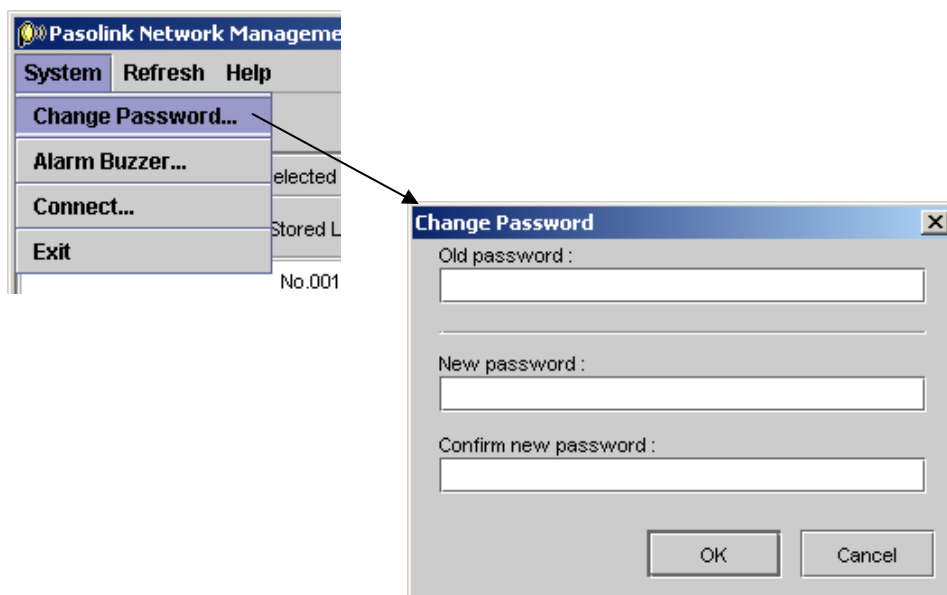 Pasolink Network Manageme
System Refresh Help
Change Password...
Alarm Buzzer...
elected
Connect...
Stored L
Exit
No.001
Change Password
Old password :
New password :
Confirm new password :
OK Cancel